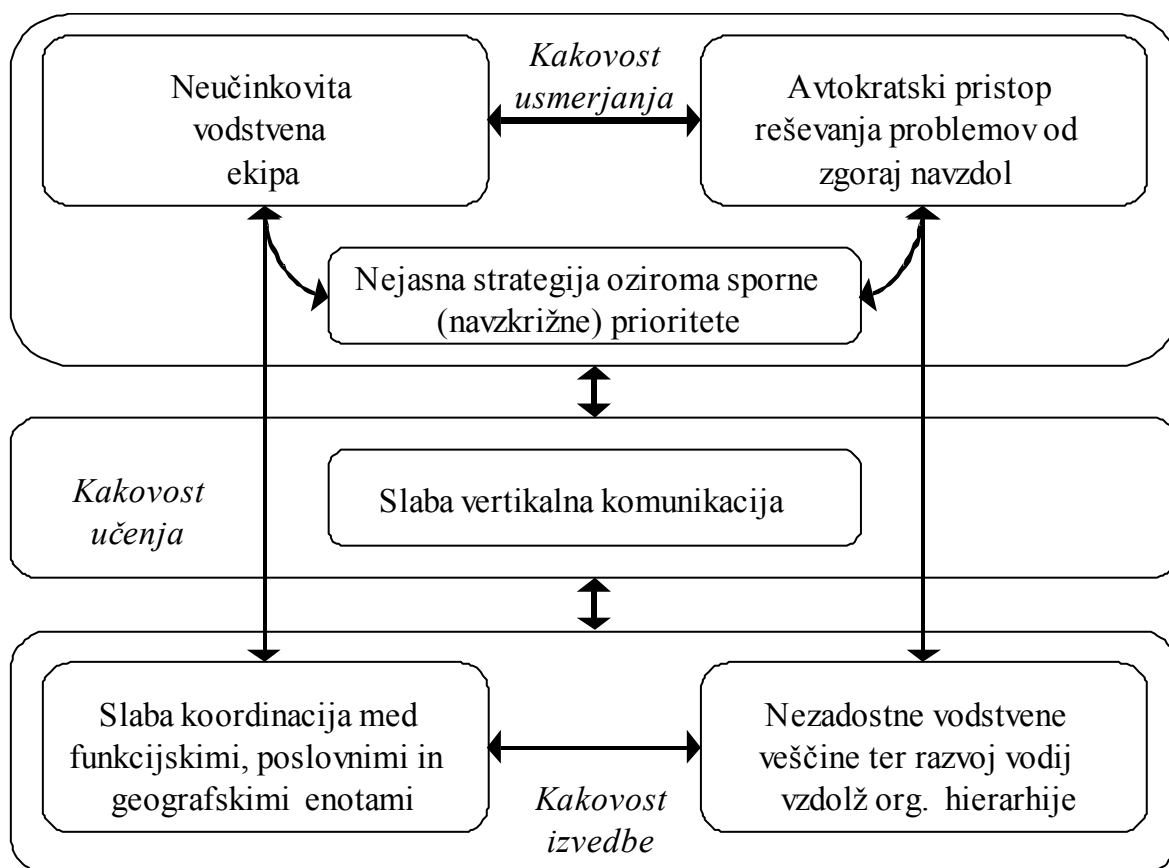 Neučinkovita
vodstvena
ekipa
Kakovost
usmerjanja
Avtokratski pristop
reševanja problemov od
zgoraj navzdol
Nejasna strategija oziroma sporne
(navzkrižne) prioritete
Kakovost
učenja
Slaba vertikalna komunikacija
Slaba koordinacija med
funkcijskimi, poslovnimi in
geografskimi enotami
Kakovost
izvedbe
Nezadostne vodstvene
veščine ter razvoj vodij
vzdolž org. hierarhije